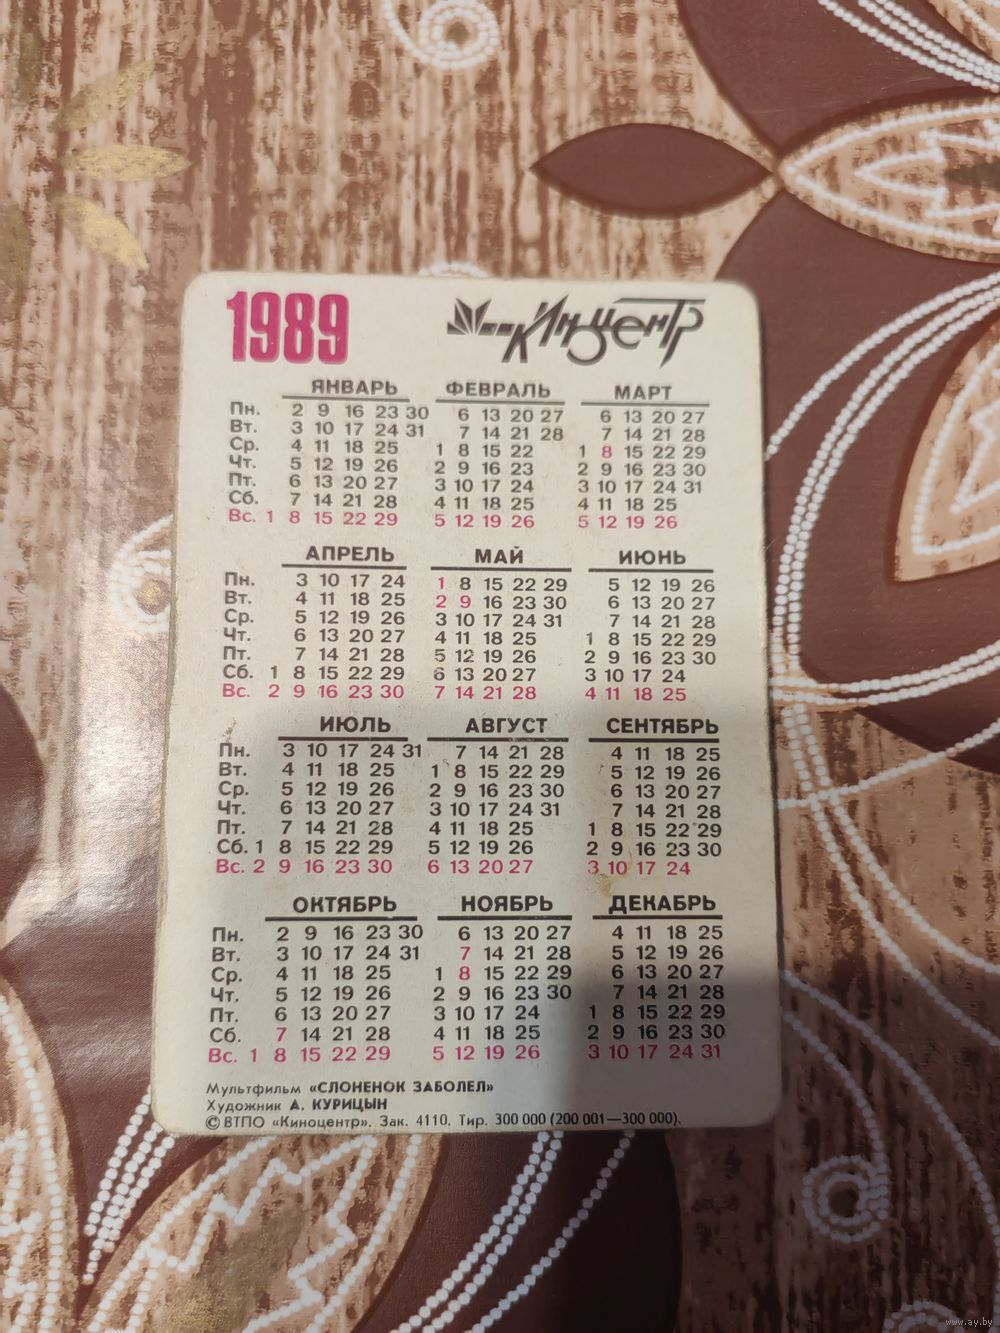 1989 Киноцентр
ЯНВАРЬ ФЕВРАЛЬ МАРТ
Пн. 2 9 16 23 30 6 13 20 27 6 13 20 27
Вт. 3 10 17 24 31 7 14 21 28 7 14 21 28
Ср. 4 11 18 25 1 8 15 22 1 8 15 22 29
Чт. 5 12 19 26 2 9 16 23 2 9 16 23 30
Пт. 6 13 20 27 3 10 17 24 3 10 17 24 31
Сб. 7 14 21 28 4 11 18 25 4 11 18 25
Вс. 1 8 15 22 29 5 12 19 26 5 12 19 26
АПРЕЛЬ МАЙ ИЮНЬ
Пн. 3 10 17 24 1 8 15 22 29 5 12 19 26
Вт. 4 11 18 25 2 9 16 23 30 6 13 20 27
Ср. 5 12 19 26 3 10 17 24 31 7 14 21 28
Чт. 6 13 20 27 4 11 18 25 1 8 15 22 29
Пт. 7 14 21 28 5 12 19 26 2 9 16 23 30
Сб. 1 8 15 22 29 6 13 20 27 3 10 17 24
Вс. 2 9 16 23 30 7 14 21 28 4 11 18 25
ИЮЛЬ АВГУСТ СЕНТЯБРЬ
Пн. 3 10 17 24 31 7 14 21 28 4 11 18 25
Вт. 4 11 18 25 1 8 15 22 29 5 12 19 26
Ср. 5 12 19 26 2 9 16 23 30 6 13 20 27
Чт. 6 13 20 27 3 10 17 24 31 7 14 21 28
Пт. 7 14 21 28 4 11 18 25 1 8 15 22 29
Сб. 1 8 15 22 29 5 12 19 26 2 9 16 23 30
Вс. 2 9 16 23 30 6 13 20 27 3 10 17 24
ОКТЯБРЬ НОЯБРЬ ДЕКАБРЬ
Пн. 2 9 16 23 30 6 13 20 27 4 11 18 25
Вт. 3 10 17 24 31 7 14 21 28 5 12 19 26
Ср. 4 11 18 25 1 8 15 22 29 6 13 20 27
Чт. 5 12 19 26 2 9 16 23 30 7 14 21 28
Пт. 6 13 20 27 3 10 17 24 1 8 15 22 29
Сб. 7 14 21 28 4 11 18 25 2 9 16 23 30
Вс. 1 8 15 22 29 5 12 19 26 3 10 17 24 31
Мультфильм «СЛОНЕНОК ЗАБОЛЕЛ»
Художник А. КУРИЦЫН
© ВТПО «Киноцентр». Зак. 4110. Тир. 300 000 (200 001—300 000).
www.ay.by